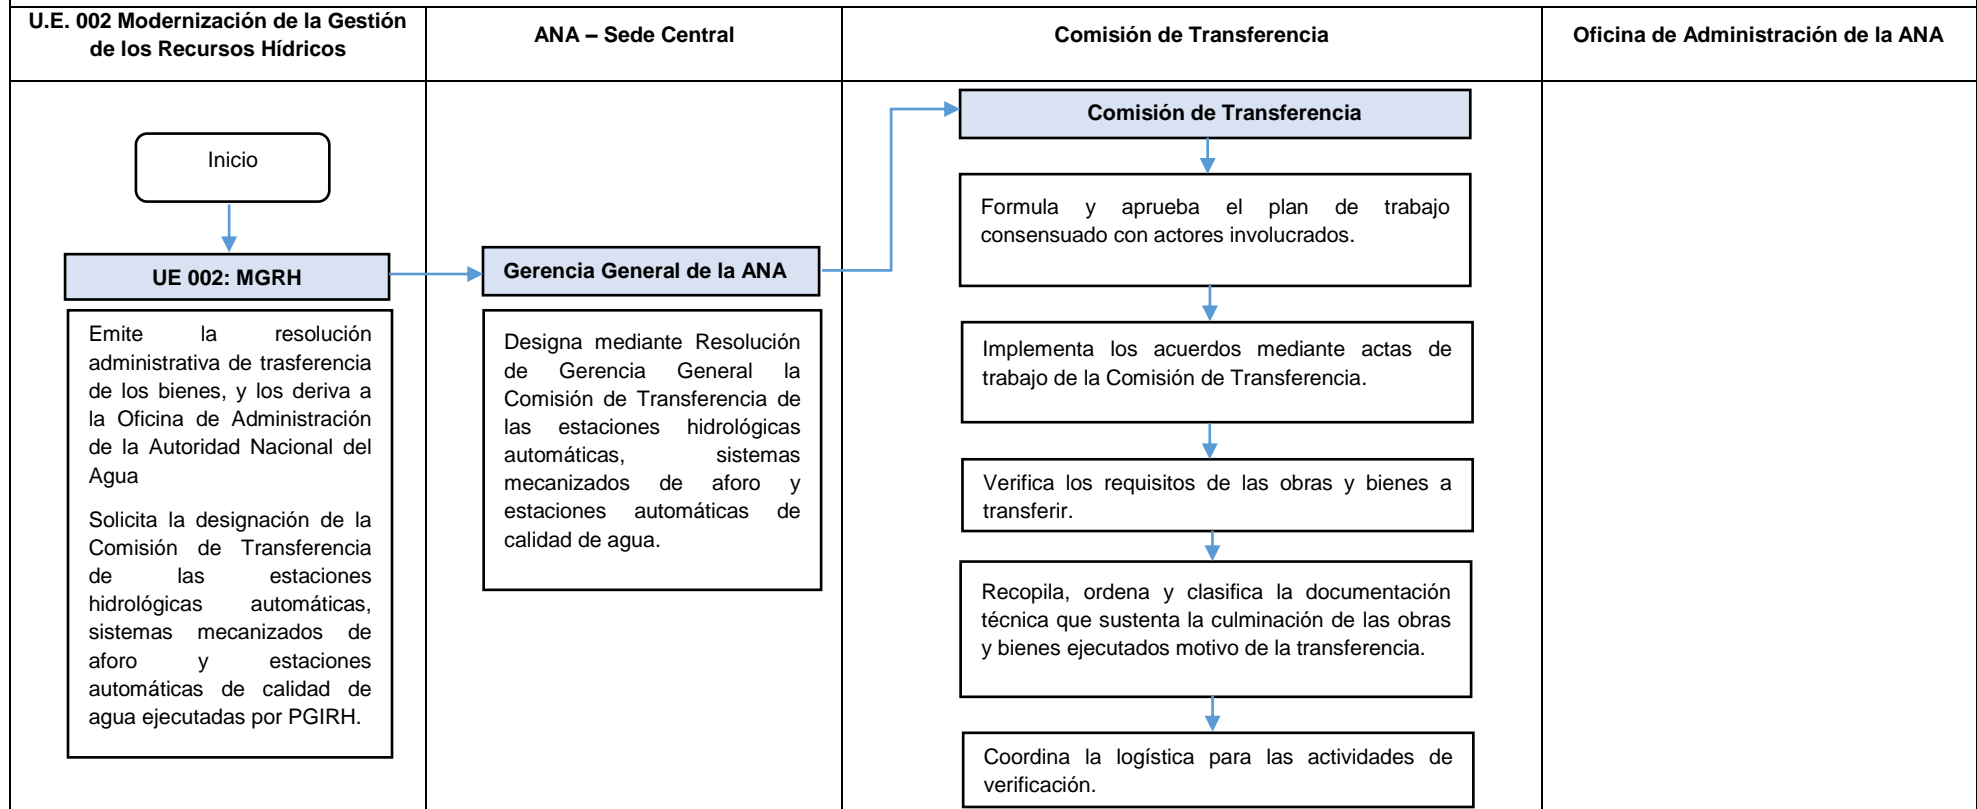 U.E. 002 Modernización de la Gestión
de los Recursos Hídricos
ANA – Sede Central
Comisión de Transferencia
Oficina de Administración de la ANA
Inicio
UE 002: MGRH
Emite la resolución
administrativa de trasferencia
de los bienes, y los deriva a
la Oficina de Administración
de la Autoridad Nacional del
Agua
Solicita la designación de la
Comisión de Transferencia
de las estaciones
hidrológicas automáticas,
sistemas mecanizados de
aforo y estaciones
automáticas de calidad de
agua ejecutadas por PGIRH.
Gerencia General de la ANA
Designa mediante Resolución
de Gerencia General la
Comisión de Transferencia de
las estaciones hidrológicas
automáticas, sistemas
mecanizados de aforo y
estaciones automáticas de
calidad de agua.
Comisión de Transferencia
Formula y aprueba el plan de trabajo
consensuado con actores involucrados.
Implementa los acuerdos mediante actas de
trabajo de la Comisión de Transferencia.
Verifica los requisitos de las obras y bienes a
transferir.
Recopila, ordena y clasifica la documentación
técnica que sustenta la culminación de las obras
y bienes ejecutados motivo de la transferencia.
Coordina la logística para las actividades de
verificación.